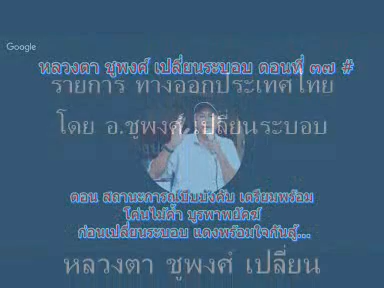 Google
หลวงตา ชูพงศ์ เปลี่ยนระบอบ ตอนที่ ๓๗ #
รายการ ทางออกประเทศไทย
โดย อ.ชูพงศ์ เปลี่ยนระบอบ
ตอน สถานะการณ์บีบบังคับ เตรียมพร้อม
โค่นไม้ค้ำ บูรพาพยัคฆ์
ก่อนเปลี่ยนระบอบ แดงพร้อมใจกันสู้...
หลวงตา ชูพงศ์ เปลี่ยน